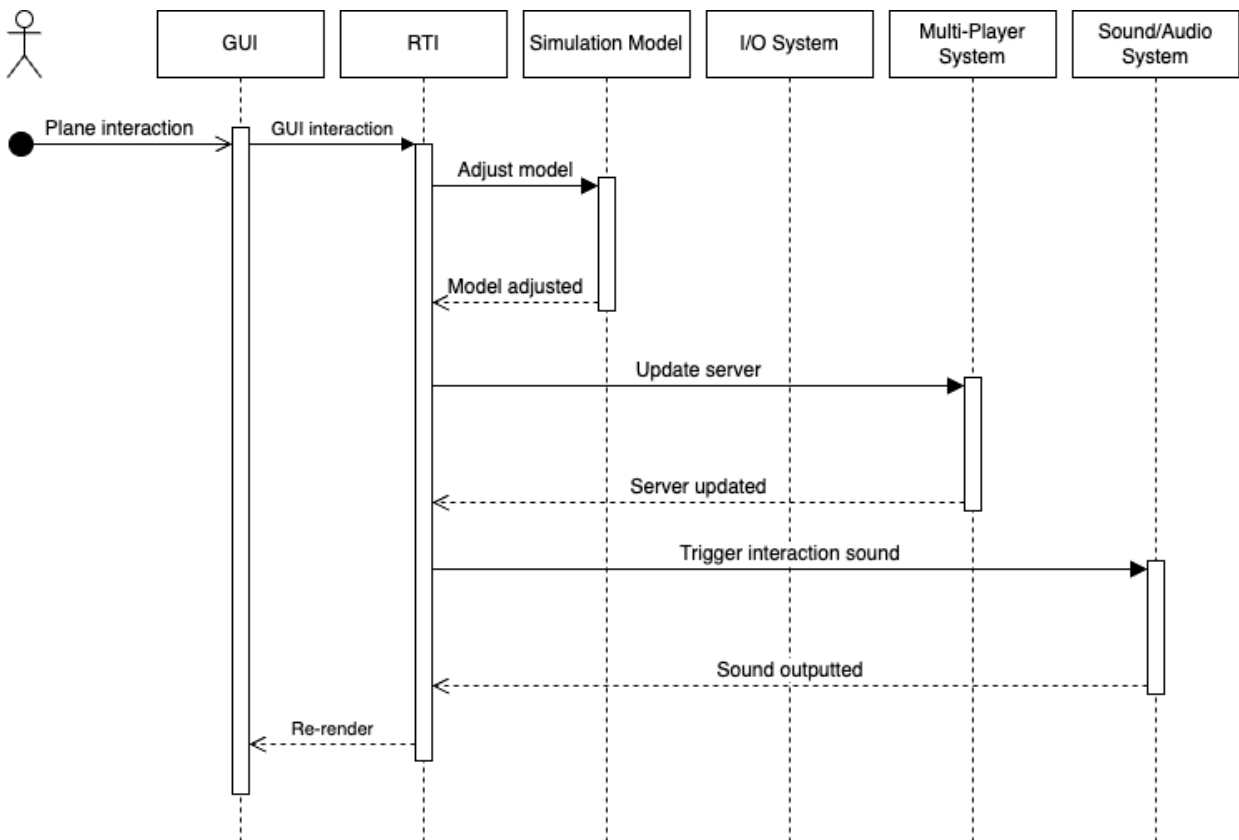 GUI
RTI
Simulation Model
I/O System
Multi-Player
System
Sound/Audio
System
Plane interaction
GUI interaction
Adjust model
Model adjusted
Update server
Server updated
Trigger interaction sound
Sound outputted
Re-render